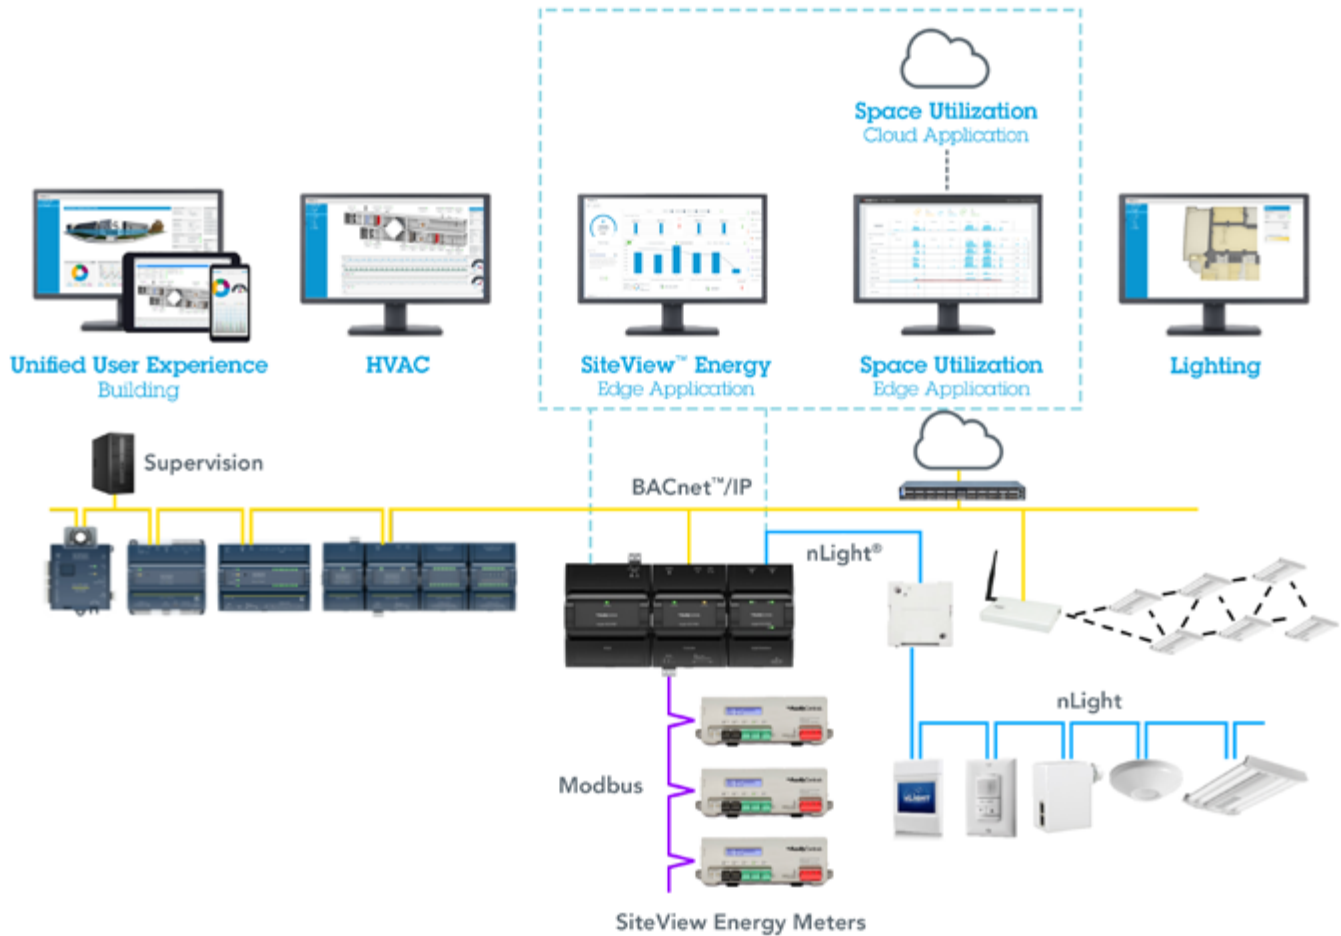 Space Utilization
Cloud Application
Unified User Experience
Building
HVAC
SiteView™ Energy
Edge Application
Space Utilization
Edge Application
Lighting
Supervision
BACnet™/IP
nLight®
nLight
Modbus
nLIGHT
SiteView Energy Meters